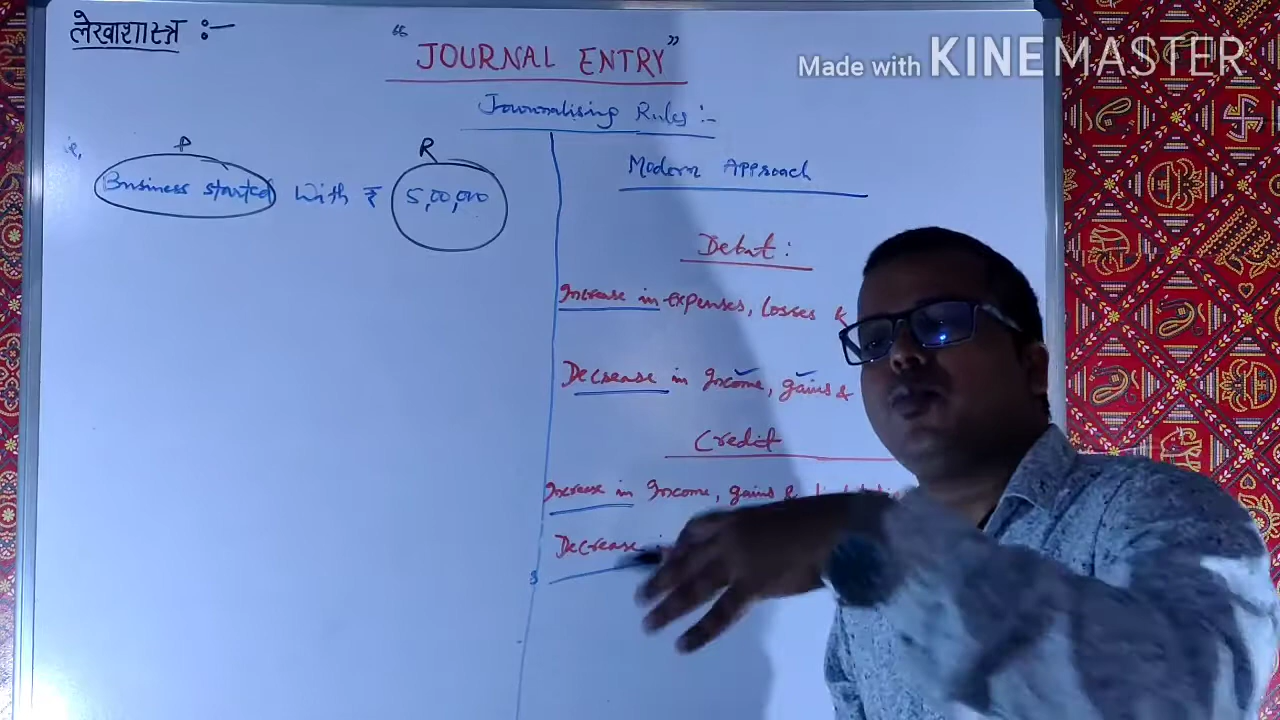 लेखाशास्त्र :-
"JOURNAL ENTRY"
Made with KINEMASTER
Journalising Rules :-
P
R
Business started with ₹ 5,00,000
Modern Approach
Debit :
Increase in expenses, losses &
Decrease in Income, gains &
Credit
Increase in Income, gains &
Decrease